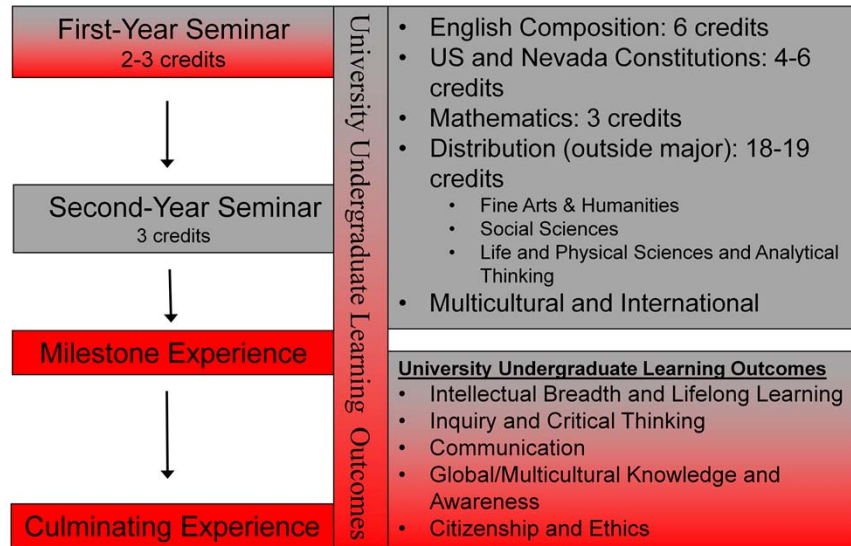 First-Year Seminar
2-3 credits
Second-Year Seminar
3 credits
Milestone Experience
Culminating Experience
University Undergraduate Learning Outcomes
• English Composition: 6 credits
• US and Nevada Constitutions: 4-6
credits
• Mathematics: 3 credits
• Distribution (outside major): 18-19
credits
• Fine Arts & Humanities
• Social Sciences
• Life and Physical Sciences and Analytical
Thinking
• Multicultural and International
University Undergraduate Learning Outcomes
• Intellectual Breadth and Lifelong Learning
• Inquiry and Critical Thinking
• Communication
• Global/Multicultural Knowledge and
Awareness
• Citizenship and Ethics